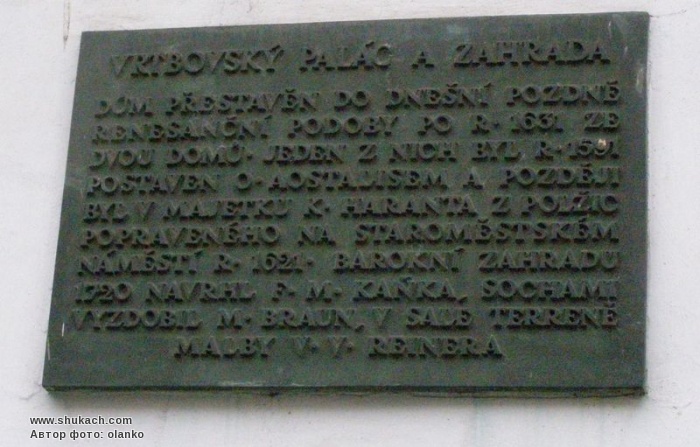 VRTBOVSKÝ PALÁC A ZAHRADA
DŮM PŘESTAVĚN DO DNEŠNÍ POZDNĚ
RENESANČNÍ PODOBY PO R. 1631 ZE
DVOJ DOMŮ. JEDEN Z NICH BYL R. 1591
POSTAVEN O. AOSTALISEM A POZDĚJI
BYL V MAJETKU K. HARANTA Z POLŽIC
POPRAVENÉHO NA STAROMĚSTSKÉM
NÁMĚSTÍ R. 1621. BAROKNÍ ZAHRADU
1720 NAVRHL F. M. KAŇKA, SOCHAMI
VYZDOBIL M. BRAUN, V SALE TERRENĚ
MALBY V. V. REINERA
www.shukach.com
Автор фото: olanko